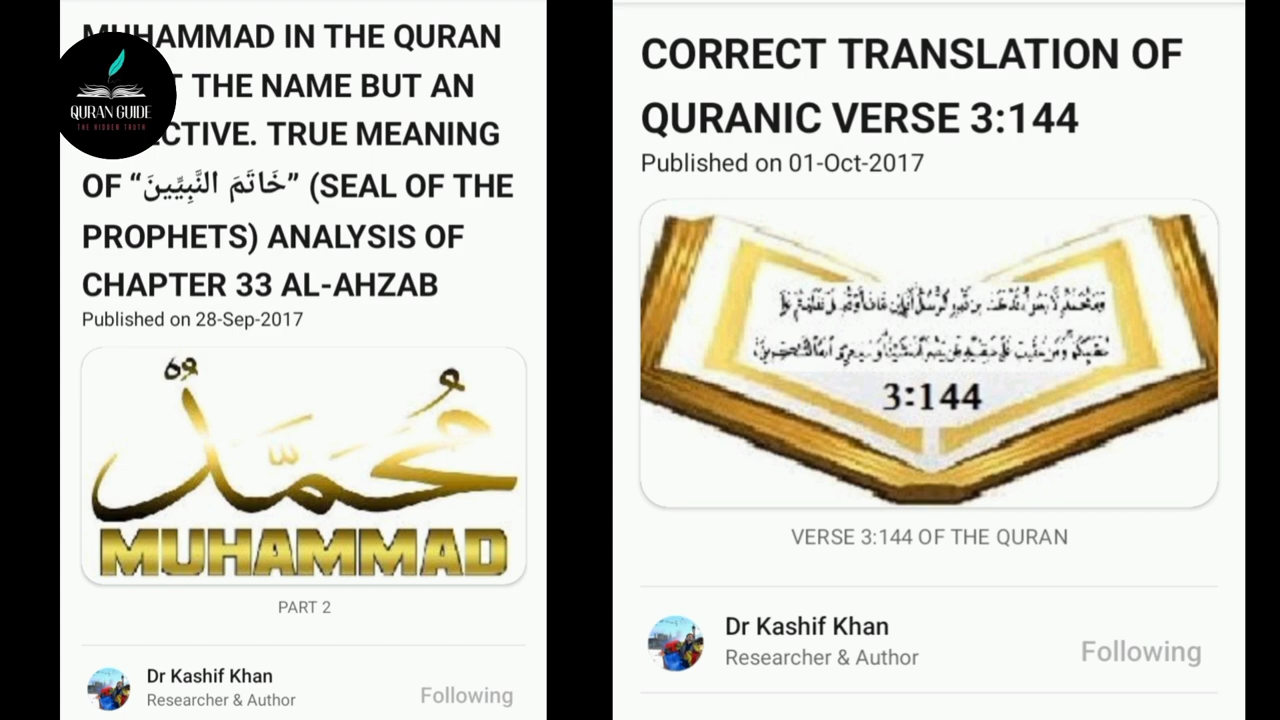 MUHAMMAD IN THE QURAN
THE NAME BUT AN
TRUE MEANING
OF “خَاتَمَ النَّبِيِّينَ” (SEAL OF THE
PROPHETS) ANALYSIS OF
CHAPTER 33 AL-AHZAB
Published on 28-Sep-2017
QURAN GUIDE
THE HIDDEN TRUTH
مُحَمَّدٌ
MUHAMMAD
PART 2
Dr Kashif Khan
Researcher & Author
Following
CORRECT TRANSLATION OF
QURANIC VERSE 3:144
Published on 01-Oct-2017
3:144
VERSE 3:144 OF THE QURAN
Dr Kashif Khan
Researcher & Author
Following